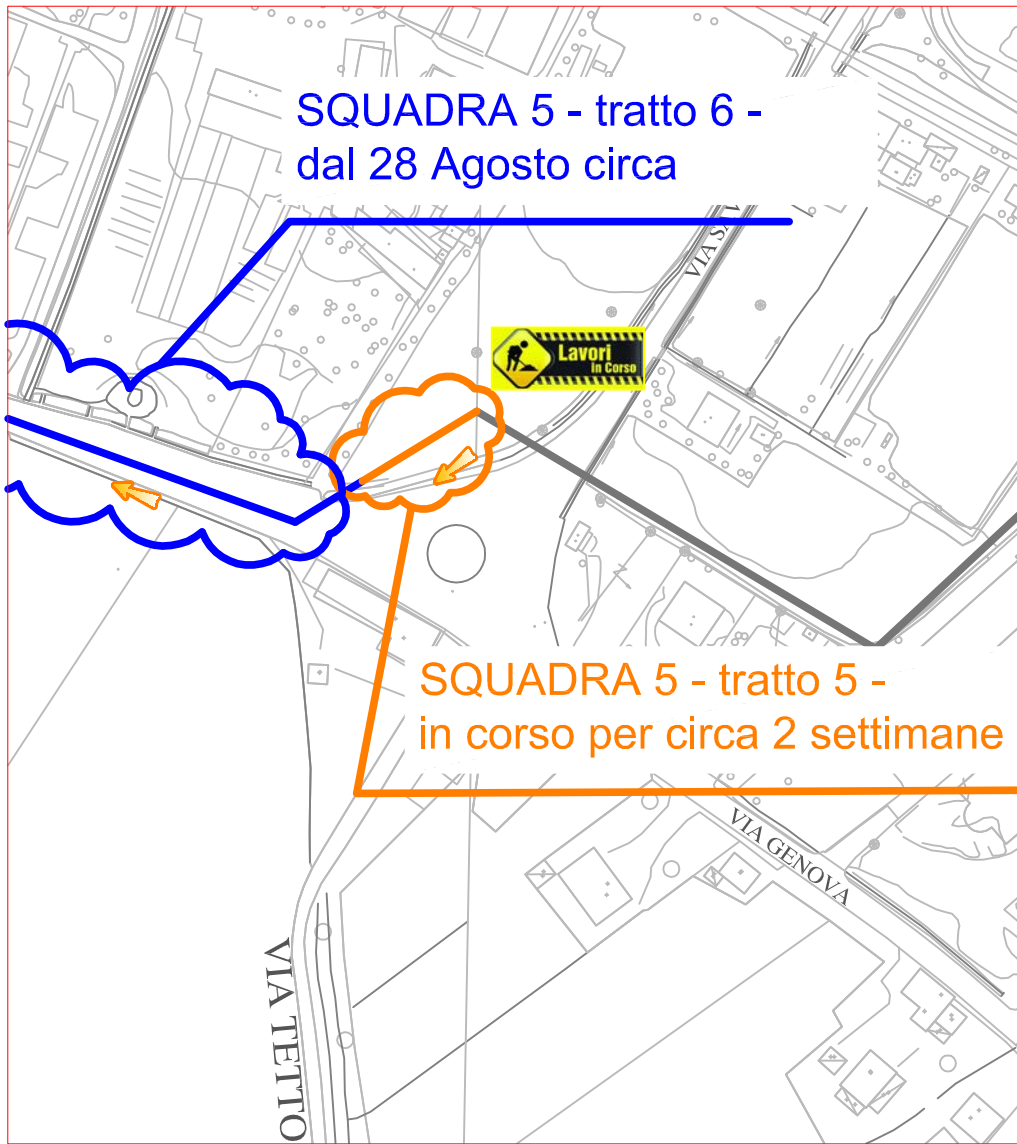 SQUADRA 5 - tratto 6 -
dal 28 Agosto circa
VIA
Lavori
In Corso
SQUADRA 5 - tratto 5 -
in corso per circa 2 settimane
VIA GENOVA
VIA TETTO